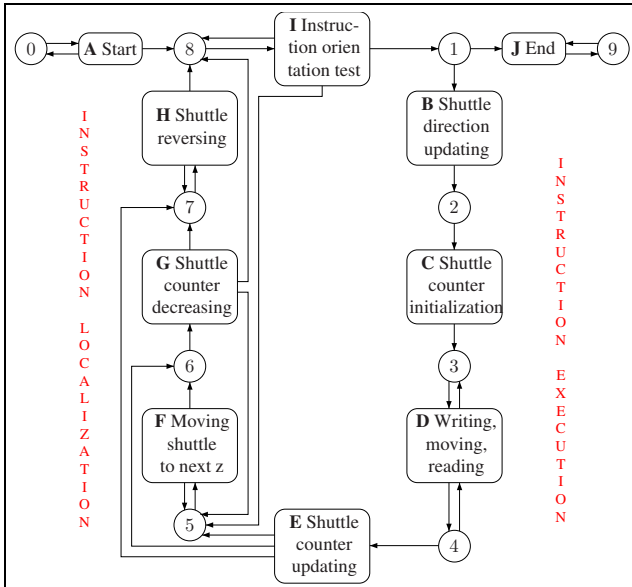 I Instruc-
tion orien
tation test
0
A Start
8
1
J End
9
H Shuttle
reversing
B Shuttle
direction
updating
7
2
G Shuttle
counter
decreasing
C Shuttle
counter
initialization
6
3
F Moving
shuttle
to next z
D Writing,
moving,
reading
5
E Shuttle
counter
updating
4
INSTRUCTION LOCALIZATION
INSTRUCTION EXECUTION